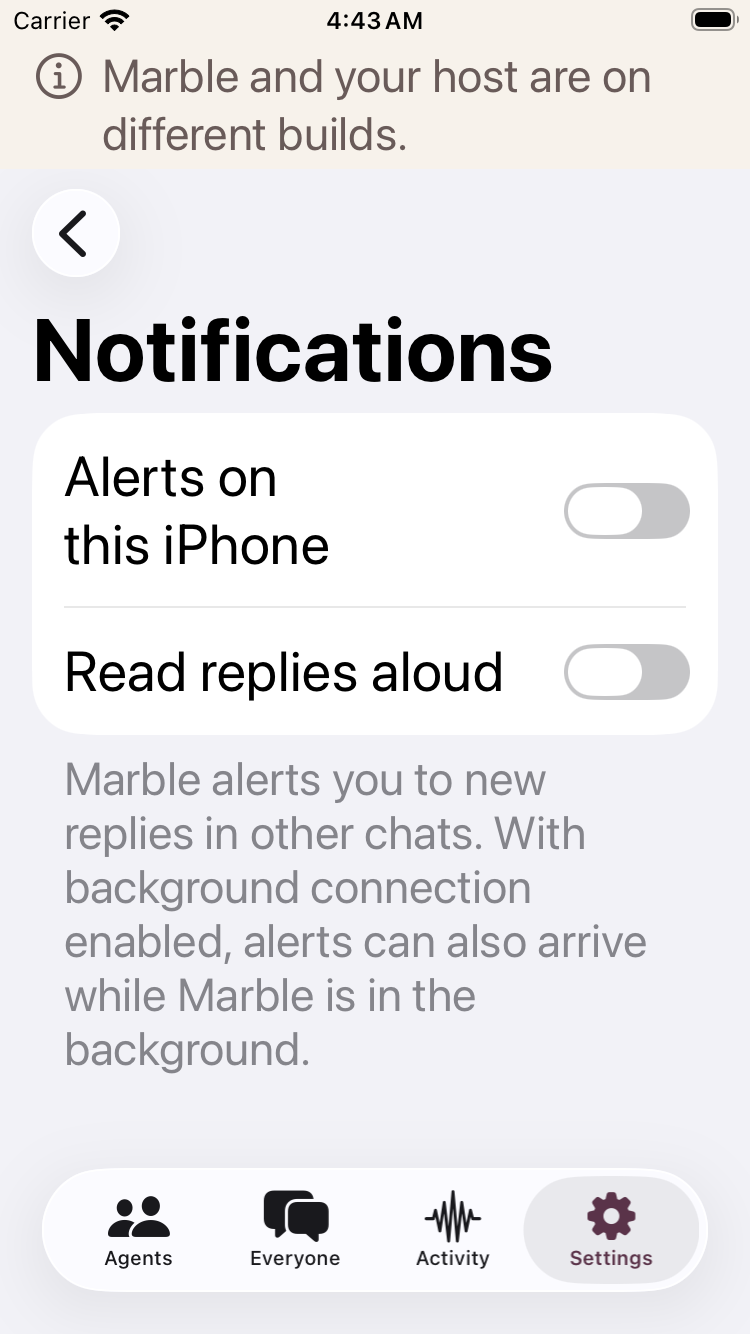 Carrier
4:43 AM
Marble and your host are on
different builds.
Notifications
Alerts on
this iPhone
Read replies aloud
Marble alerts you to new
replies in other chats. With
background connection
enabled, alerts can also arrive
while Marble is in the
background.
Agents
Everyone
Activity
Settings